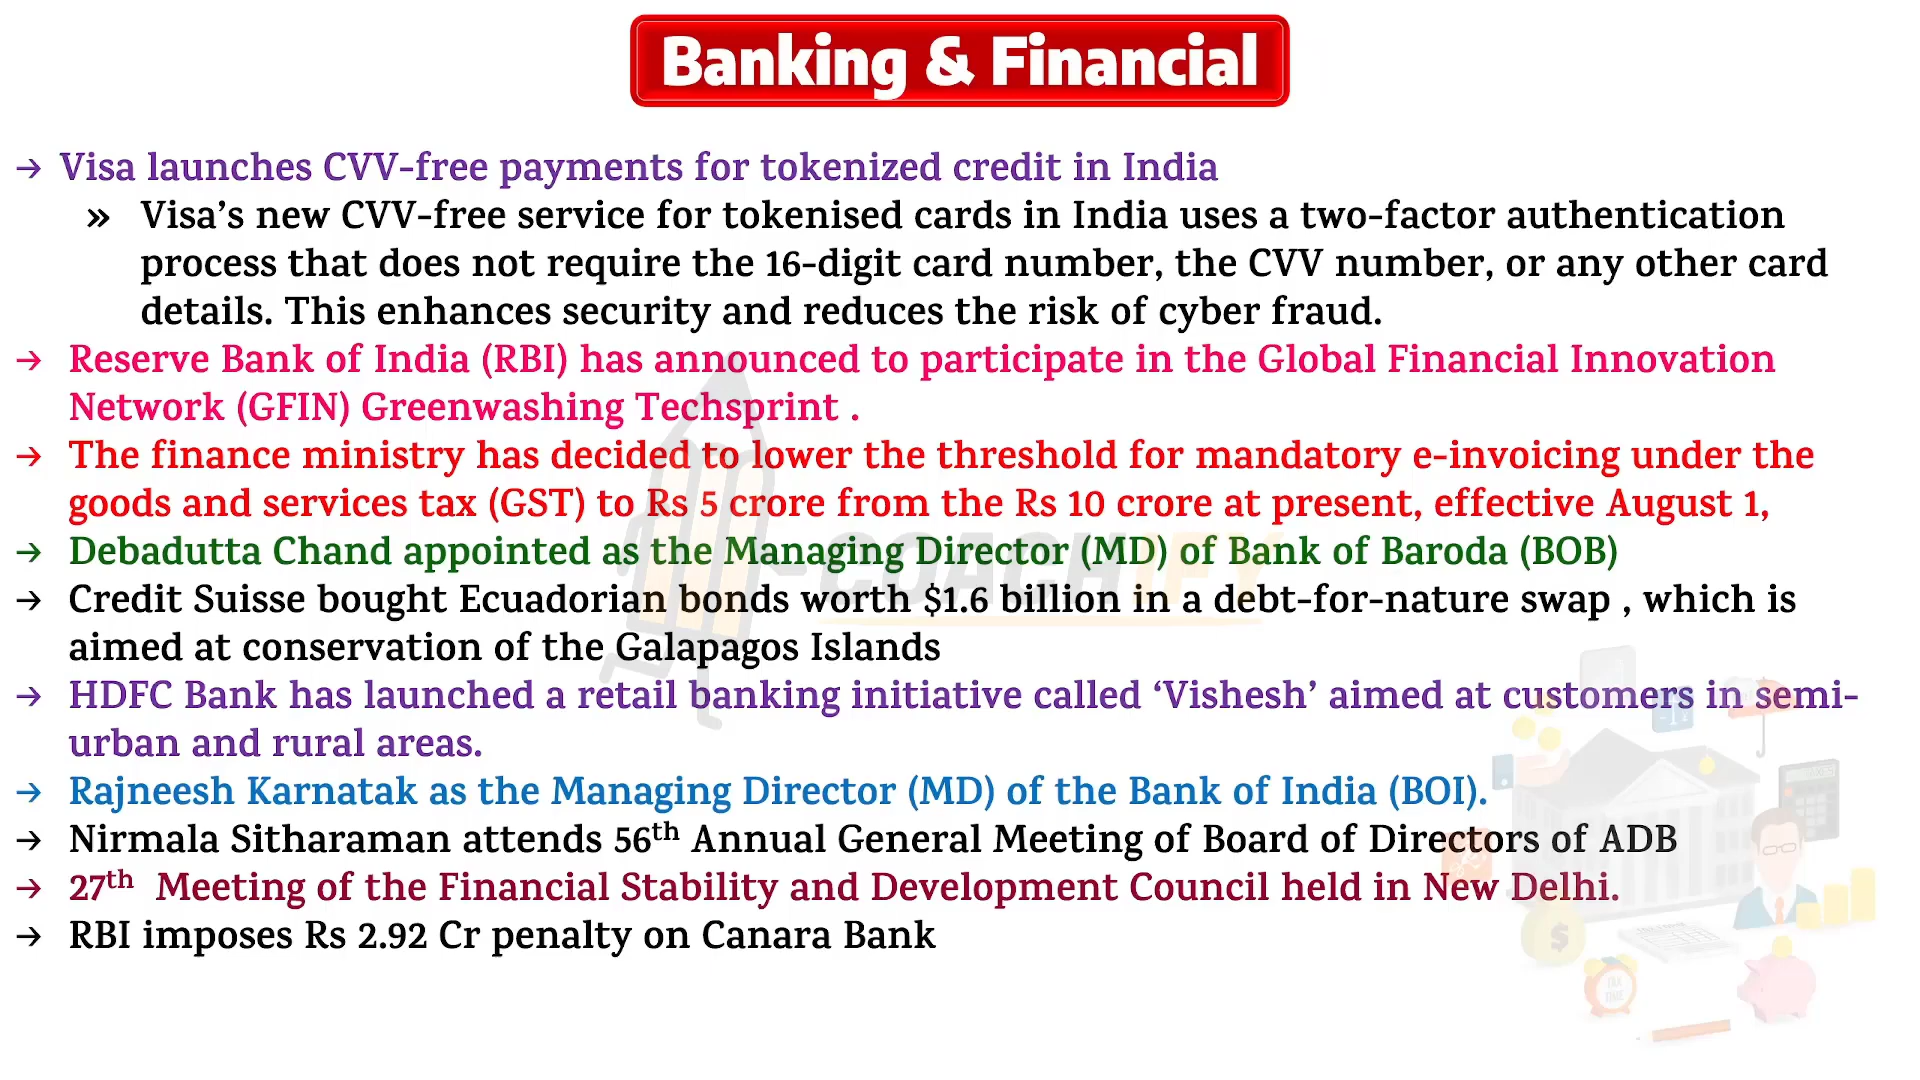 Banking & Financial
→ Visa launches CVV-free payments for tokenized credit in India
» Visa’s new CVV-free service for tokenised cards in India uses a two-factor authentication
process that does not require the 16-digit card number, the CVV number, or any other card
details. This enhances security and reduces the risk of cyber fraud.
→ Reserve Bank of India (RBI) has announced to participate in the Global Financial Innovation
Network (GFIN) Greenwashing Techsprint .
→ The finance ministry has decided to lower the threshold for mandatory e-invoicing under the
goods and services tax (GST) to Rs 5 crore from the Rs 10 crore at present, effective August 1,
→ Debadutta Chand appointed as the Managing Director (MD) of Bank of Baroda (BOB)
→ Credit Suisse bought Ecuadorian bonds worth $1.6 billion in a debt-for-nature swap , which is
aimed at conservation of the Galapagos Islands
→ HDFC Bank has launched a retail banking initiative called ‘Vishesh’ aimed at customers in semi-
urban and rural areas.
→ Rajneesh Karnatak as the Managing Director (MD) of the Bank of India (BOI).
→ Nirmala Sitharaman attends 56th Annual General Meeting of Board of Directors of ADB
→ 27th Meeting of the Financial Stability and Development Council held in New Delhi.
→ RBI imposes Rs 2.92 Cr penalty on Canara Bank
COACHIFY
TAX
TIME